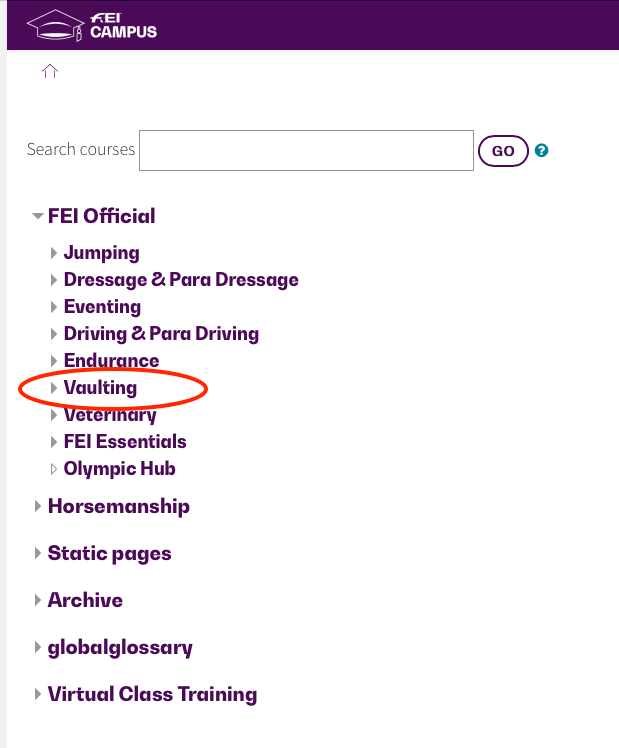 FEI
CAMPUS
Search courses
GO
?
FEI Official
Jumping
Dressage & Para Dressage
Eventing
Driving & Para Driving
Endurance
Vaulting
Veterinary
FEI Essentials
Olympic Hub
Horsemanship
Static pages
Archive
globalglossary
Virtual Class Training